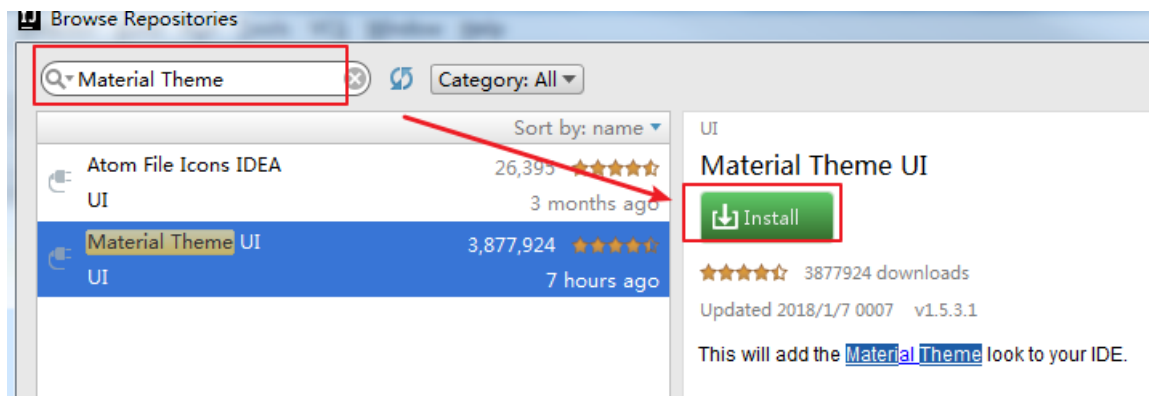 Browse Repositories
Material Theme
Category: All
Sort by: name
Atom File Icons IDEA
26,395
UI
3 months ago
Material Theme UI
3,877,924
UI
7 hours ago
UI
Material Theme UI
Install
3877924 downloads
Updated 2018/1/7 0007 v1.5.3.1
This will add the Material Theme look to your IDE.